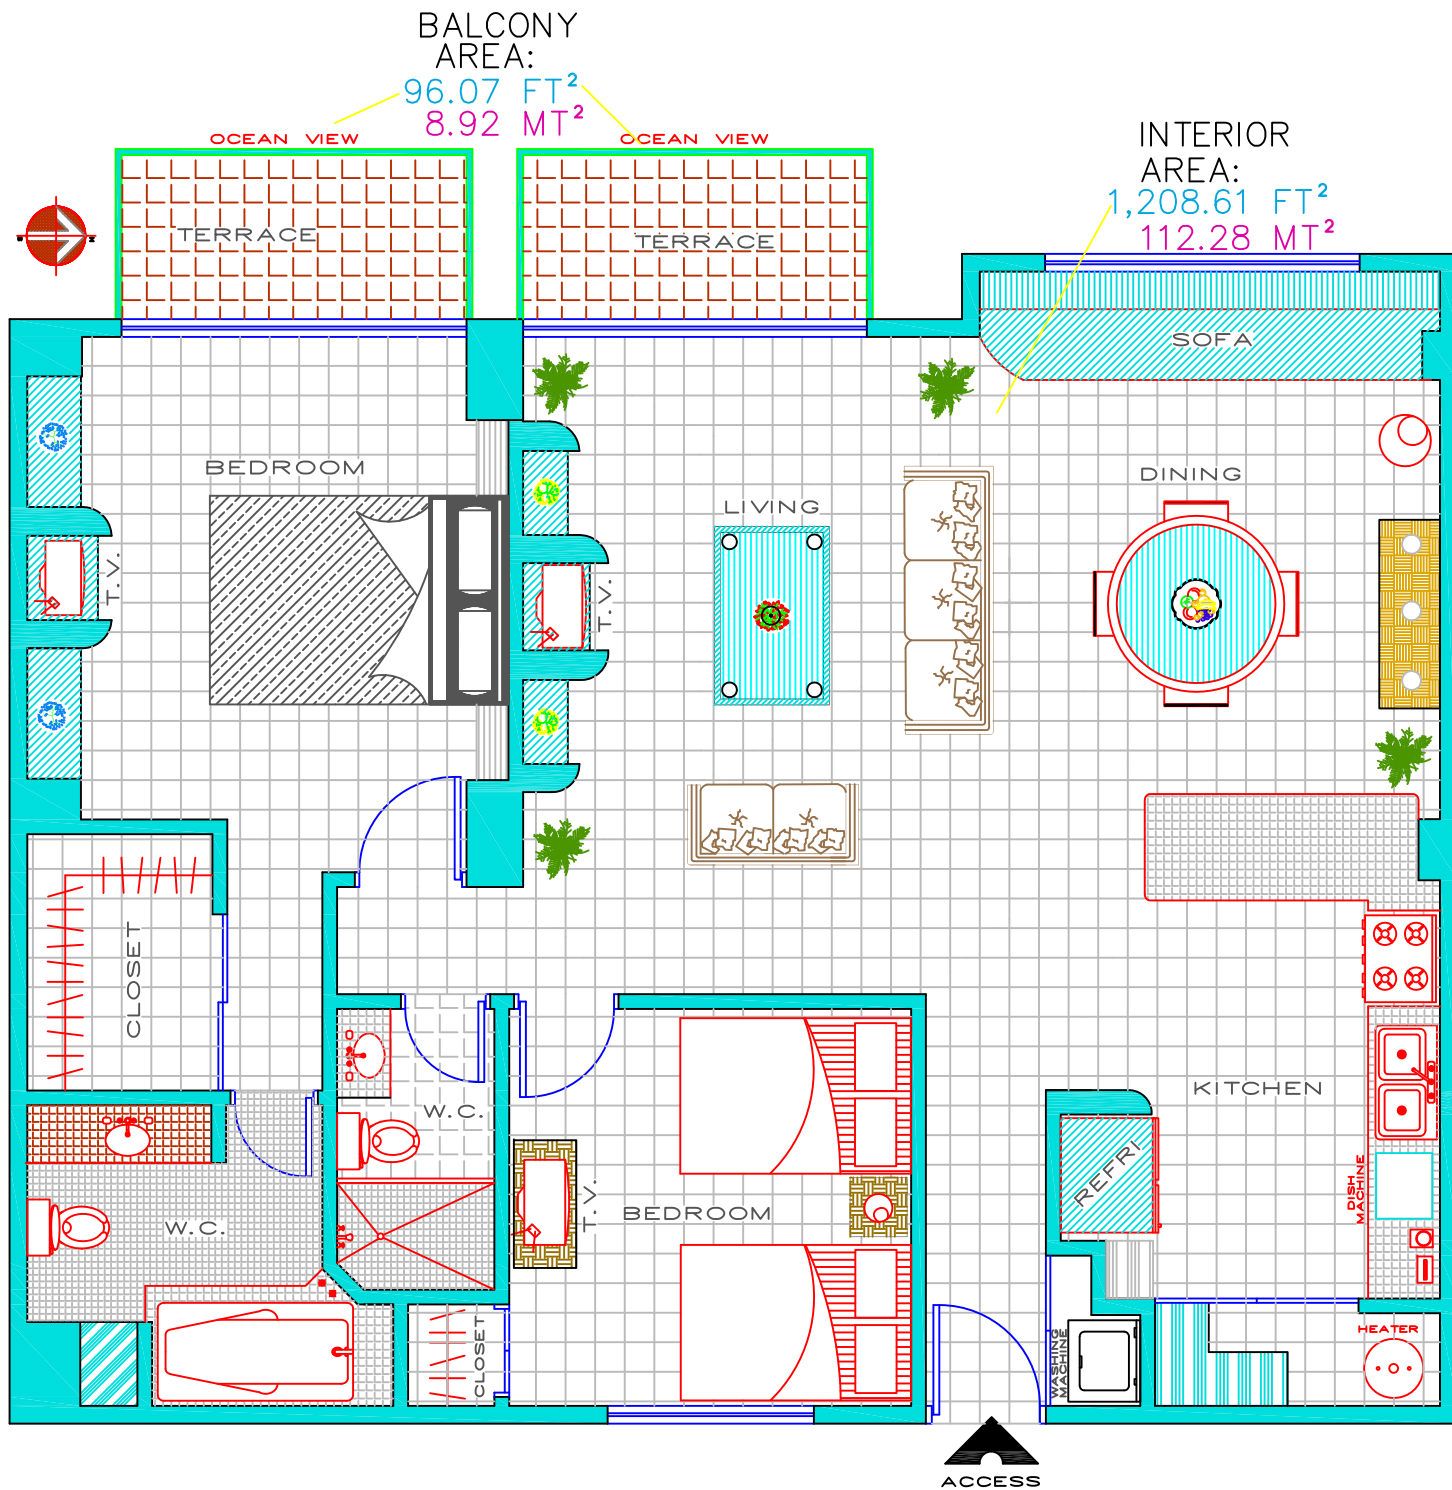 BALCONY
AREA:
96.07 FT²
8.92 MT²
OCEAN VIEW
OCEAN VIEW
INTERIOR
AREA:
1,208.61 FT²
112.28 MT²
TERRACE
TERRACE
SOFA
BEDROOM
DINING
LIVING
T.V.
T.V.
CLOSET
KITCHEN
W.C.
REFRI
DISH
MACHINE
W.C.
T.V.
BEDROOM
CLOSET
WASHING
MACHINE
HEATER
ACCESS